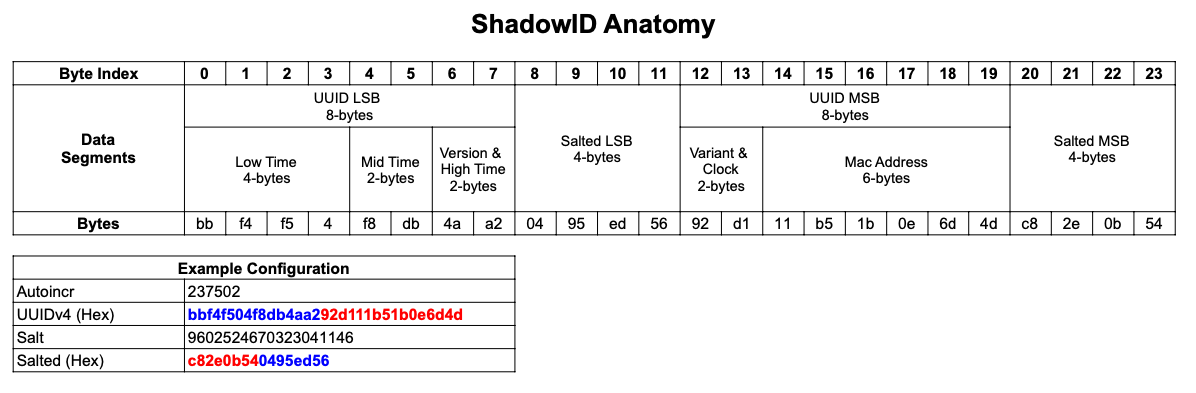 ShadowID Anatomy
Byte Index 0 1 2 3 4 5 6 7 8 9 10 11 12 13 14 15 16 17 18 19 20 21 22 23
Data
Segments
UUID LSB
8-bytes
Low Time
4-bytes
Mid Time
2-bytes
Version &
High Time
2-bytes
Salted LSB
4-bytes
UUID MSB
8-bytes
Variant &
Clock
2-bytes
Mac Address
6-bytes
Salted MSB
4-bytes
Bytes bb f4 f5 4 f8 db 4a a2 04 95 ed 56 92 d1 11 b5 1b 0e 6d 4d c8 2e 0b 54
Example Configuration
Autoincr 237502
UUIDv4 (Hex) bbf4f504f8db4aa292d111b51b0e6d4d
Salt 9602524670323041146
Salted (Hex) c82e0b540495ed56